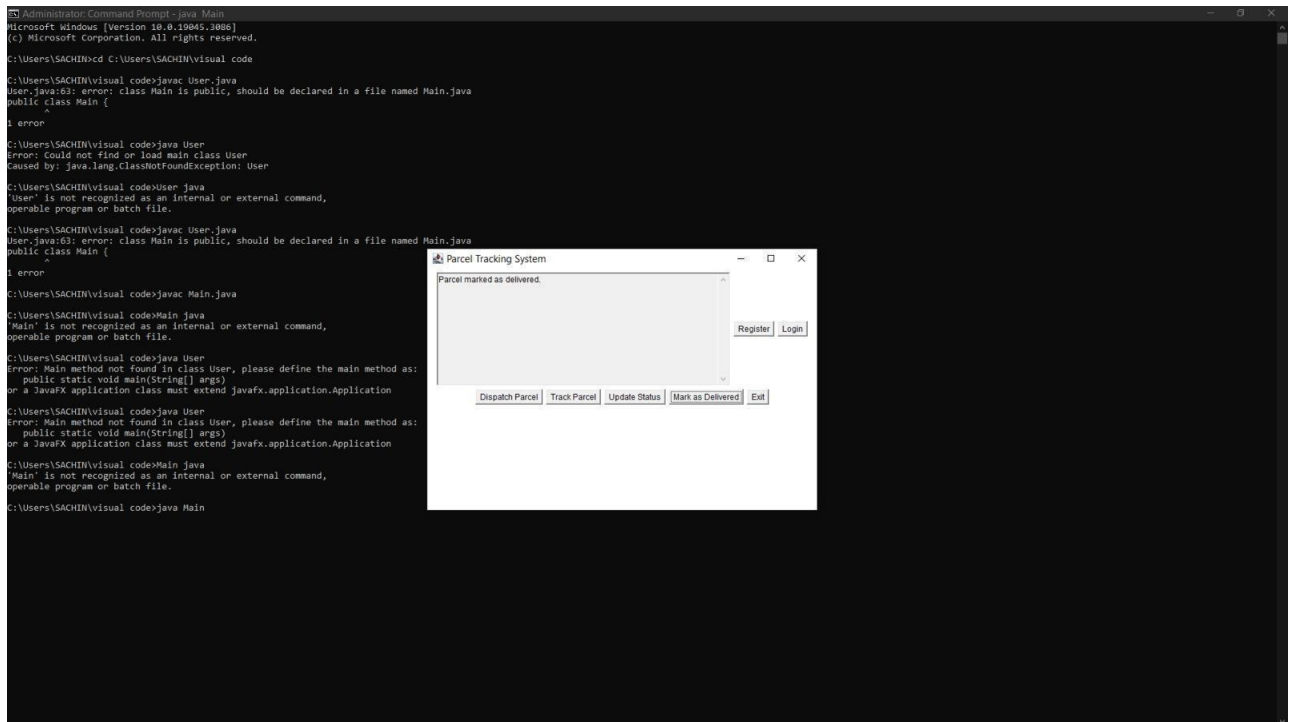 Administrator: Command Prompt - java Main
Microsoft Windows [Version 10.0.19045.3086]
(c) Microsoft Corporation. All rights reserved.
C:\Users\SACHIN>cd C:\Users\SACHIN\visual code
C:\Users\SACHIN\visual code>javac User.java
User.java:63: error: class Main is public, should be declared in a file named Main.java
public class Main {
^
1 error
C:\Users\SACHIN\visual code>java User
Error: Could not find or load main class User
Caused by: java.lang.ClassNotFoundException: User
C:\Users\SACHIN\visual code>User java
'User' is not recognized as an internal or external command,
operable program or batch file.
C:\Users\SACHIN\visual code>javac User.java
User.java:63: error: class Main is public, should be declared in a file named Main.java
public class Main {
^
1 error
C:\Users\SACHIN\visual code>javac Main.java
C:\Users\SACHIN\visual code>Main java
'Main' is not recognized as an internal or external command,
operable program or batch file.
C:\Users\SACHIN\visual code>java User
Error: Main method not found in class User, please define the main method as:
public static void main(String[] args)
or a JavaFX application class must extend javafx.application.Application
C:\Users\SACHIN\visual code>java User
Error: Main method not found in class User, please define the main method as:
public static void main(String[] args)
or a JavaFX application class must extend javafx.application.Application
C:\Users\SACHIN\visual code>Main java
'Main' is not recognized as an internal or external command,
operable program or batch file.
C:\Users\SACHIN\visual code>java Main
Parcel Tracking System
Parcel marked as delivered.
Register Login
Dispatch Parcel Track Parcel Update Status Mark as Delivered Exit